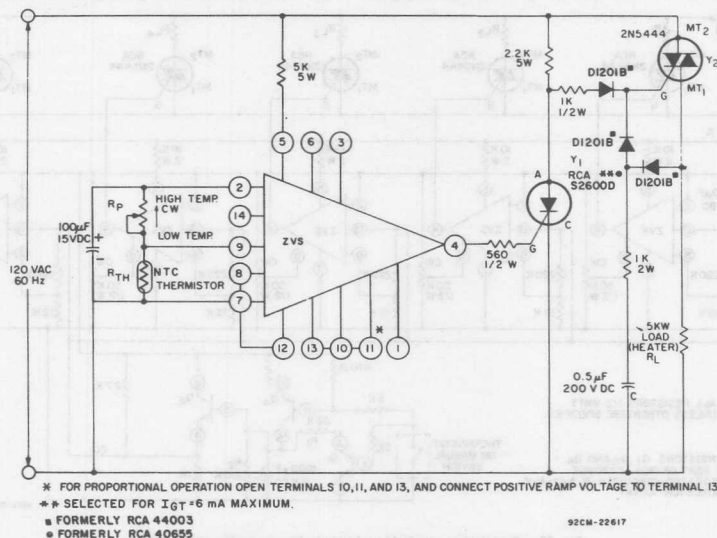 2N5444
MT2
Y2
MT1
G
2.2 K
5W
5K
5W
D1201B■
1K
1/2W
D1201B■
Y1
RCA **●
S2600D
D1201B■
5
6
3
A
C
G
2
14
9
8
7
ZVS
4
560
1/2 W
RP
HIGH TEMP.
CW
LOW TEMP.
100µF
15VDC
+
RTH
NTC
THERMISTOR
120 VAC
60 Hz
1K
2W
5KW
LOAD
(HEATER)
RL
*
12
13
10
11
1
0.5µF
200 V DC
C
* FOR PROPORTIONAL OPERATION OPEN TERMINALS 10,11, AND 13, AND CONNECT POSITIVE RAMP VOLTAGE TO TERMINAL 13
** SELECTED FOR IGT=6 mA MAXIMUM.
■ FORMERLY RCA 44003
● FORMERLY RCA 40655
92CM-22617